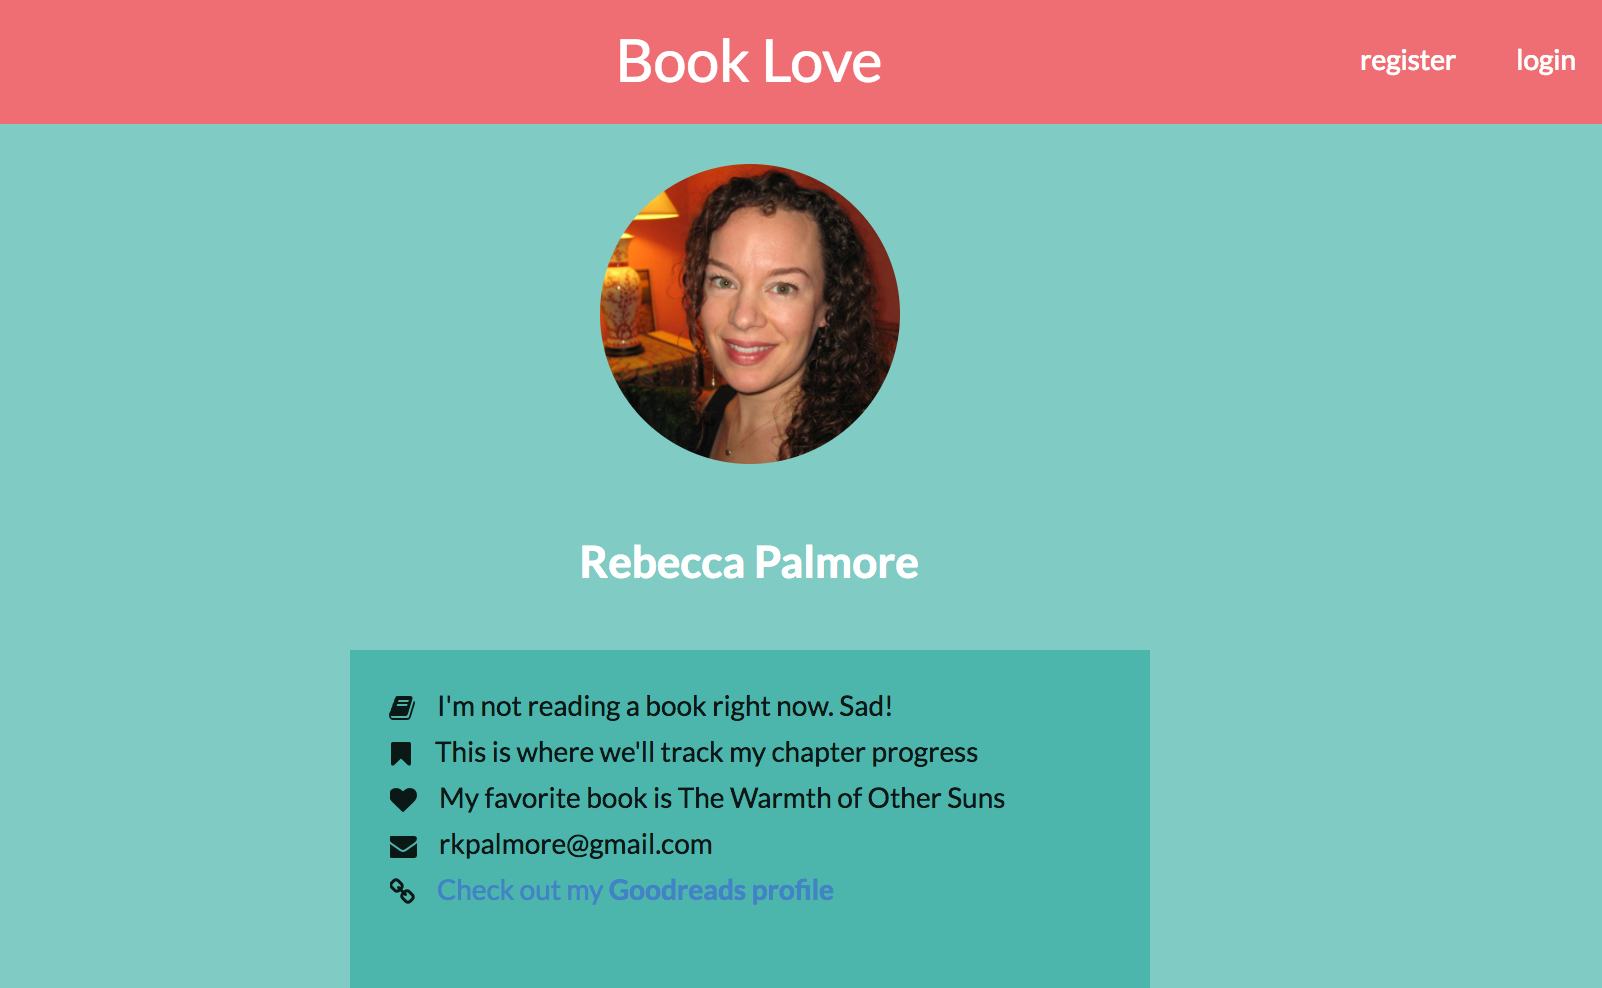 Book Love
register
login
Rebecca Palmore
I'm not reading a book right now. Sad!
This is where we'll track my chapter progress
My favorite book is The Warmth of Other Suns
rkpalmore@gmail.com
Check out my Goodreads profile